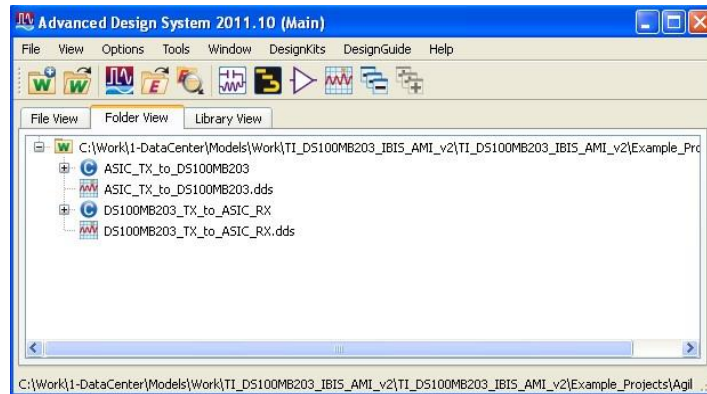 Advanced Design System 2011.10 (Main)
File View Options Tools Window DesignKits DesignGuide Help
File View Folder View Library View
C:\Work\1-DataCenter\Models\Work\TI_DS100MB203_IBIS_AMI_v2\TI_DS100MB203_IBIS_AMI_v2\Example_Pro
ASIC_TX_to_DS100MB203
ASIC_TX_to_DS100MB203.dds
DS100MB203_TX_to_ASIC_RX
DS100MB203_TX_to_ASIC_RX.dds
C:\Work\1-DataCenter\Models\Work\TI_DS100MB203_IBIS_AMI_v2\TI_DS100MB203_IBIS_AMI_v2\Example_Projects\Agil